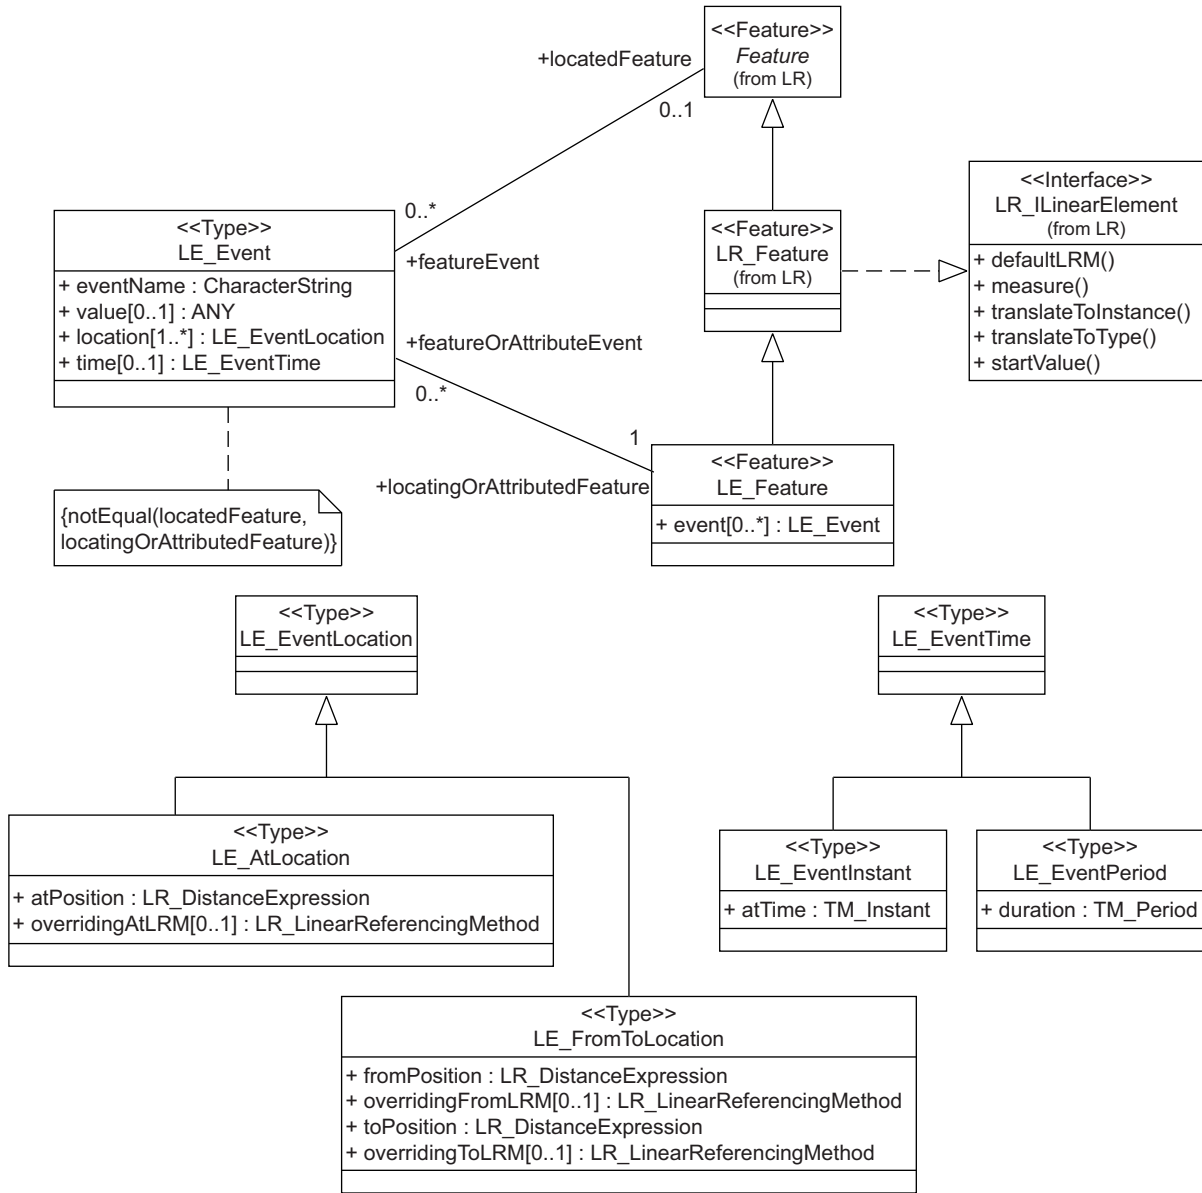 <<Feature>>
Feature
(from LR)
+locatedFeature
0..1
0..*
+featureEvent
<<Type>>
LE_Event
+ eventName : CharacterString
+ value[0..1] : ANY
+ location[1..*] : LE_EventLocation
+ time[0..1] : LE_EventTime
<<Feature>>
LR_Feature
(from LR)
<<Interface>>
LR_ILinearElement
(from LR)
+ defaultLRM()
+ measure()
+ translateToInstance()
+ translateToType()
+ startValue()
+featureOrAttributeEvent
0..*
1
+locatingOrAttributedFeature
<<Feature>>
LE_Feature
+ event[0..*] : LE_Event
{notEqual(locatedFeature,
locatingOrAttributedFeature)}
<<Type>>
LE_EventLocation
<<Type>>
LE_EventTime
<<Type>>
LE_AtLocation
+ atPosition : LR_DistanceExpression
+ overridingAtLRM[0..1] : LR_LinearReferencingMethod
<<Type>>
LE_EventInstant
+ atTime : TM_Instant
<<Type>>
LE_EventPeriod
+ duration : TM_Period
<<Type>>
LE_FromToLocation
+ fromPosition : LR_DistanceExpression
+ overridingFromLRM[0..1] : LR_LinearReferencingMethod
+ toPosition : LR_DistanceExpression
+ overridingToLRM[0..1] : LR_LinearReferencingMethod